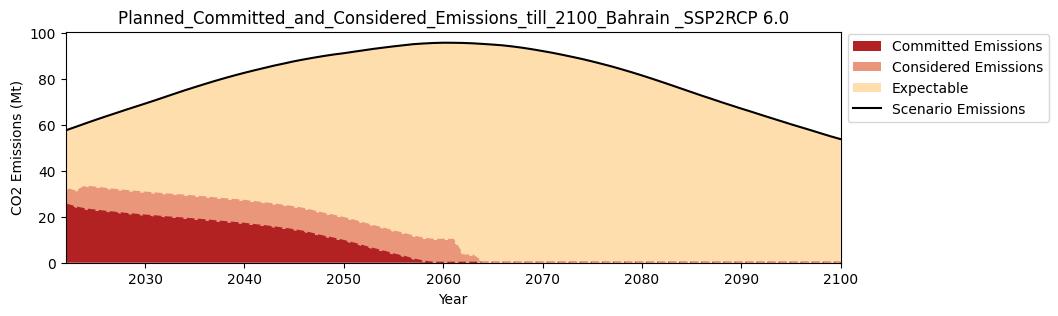 Planned_Committed_and_Considered_Emissions_till_2100_Bahrain _SSP2RCP 6.0
100
80
60
40
20
0
CO2 Emissions (Mt)
2030 2040 2050 2060 2070 2080 2090 2100
Year
Committed Emissions
Considered Emissions
Expectable
Scenario Emissions